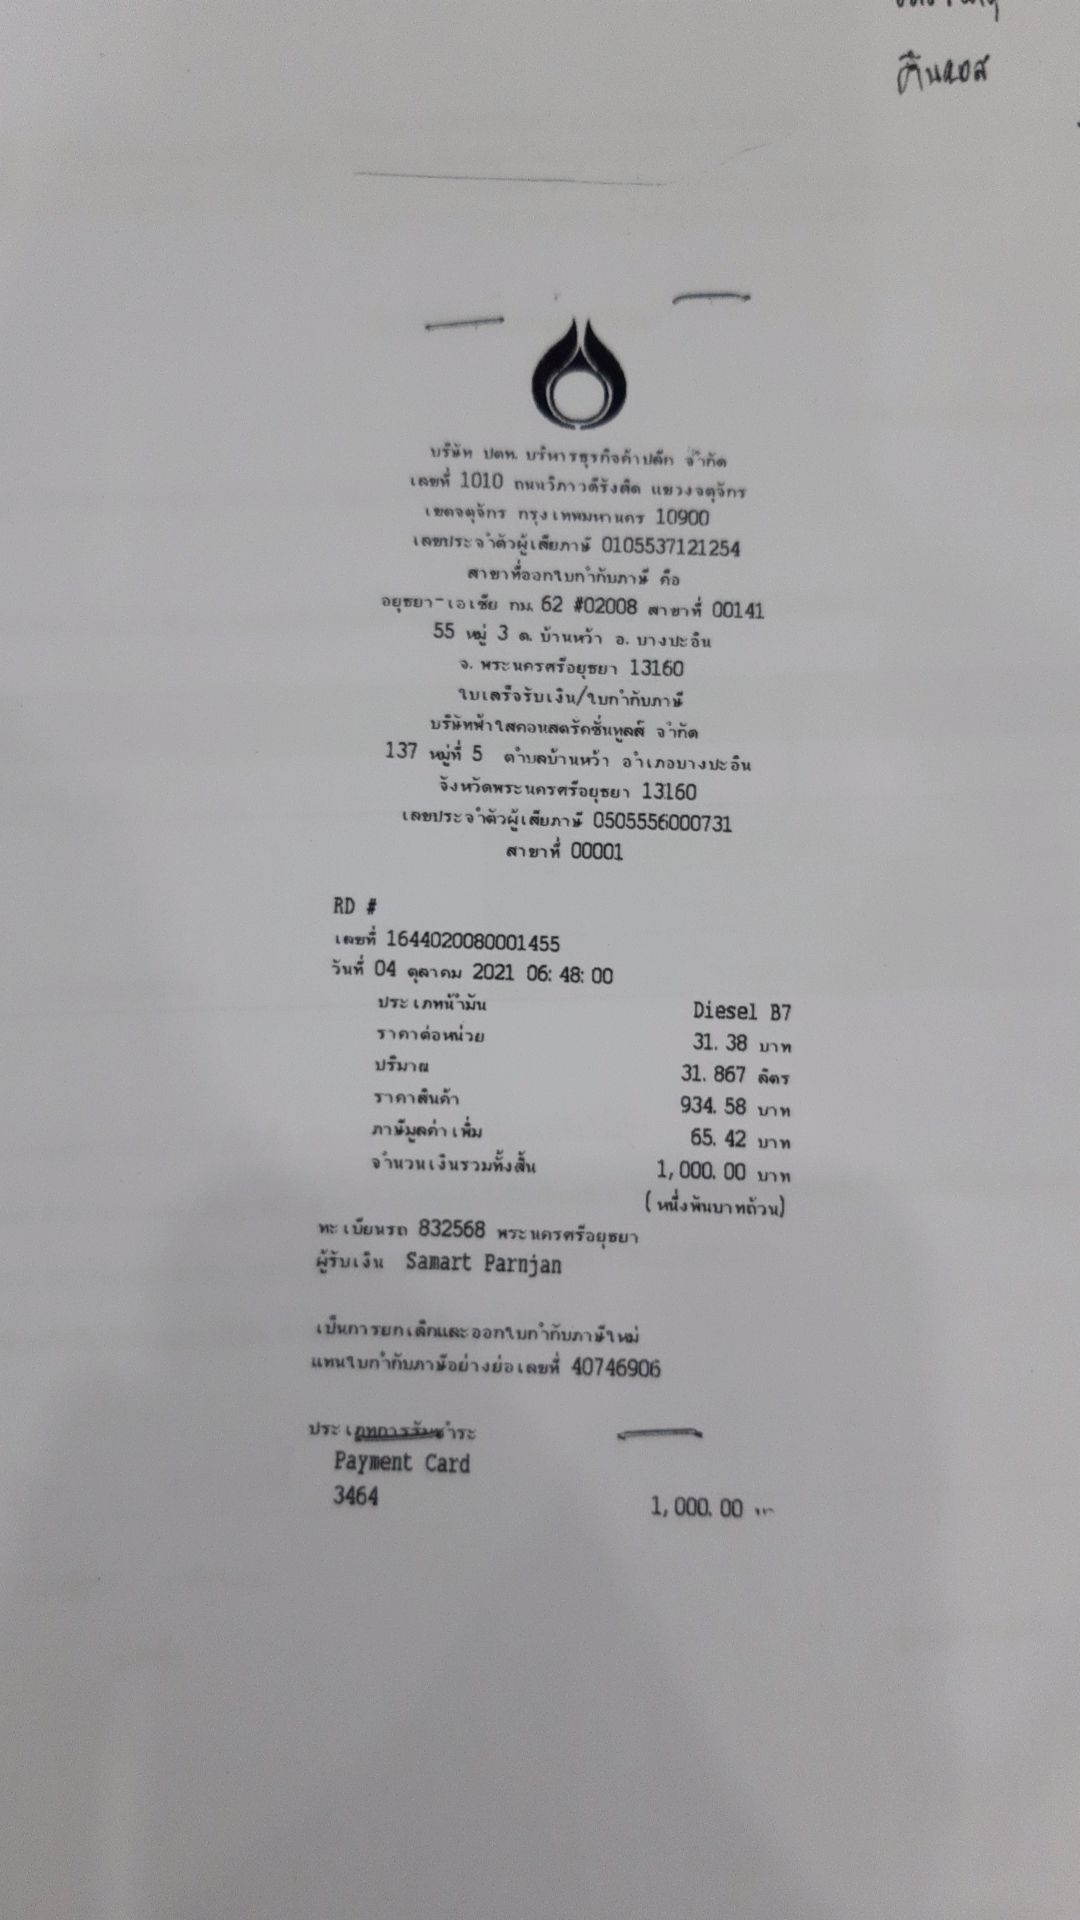 คืนรอส
บริษัท ปตท. บริหารธุรกิจค้าปลีก จำกัด
เลขที่ 1010 ถนนวิภาวดีรังสิต แขวงจตุจักร
เขตจตุจักร กรุงเทพมหานคร 10900
เลขประจำตัวผู้เสียภาษี 0105537121254
สาขาที่ออกใบกำกับภาษี คือ
อยุธยา-เอเซีย กม. 62 #02008 สาขาที่ 00141
55 หมู่ 3 ต. บ้านหว้า อ. บางปะอิน
จ. พระนครศรีอยุธยา 13160
ใบเสร็จรับเงิน/ใบกำกับภาษี
บริษัทฟ้าใสคอนสตรัคชั่นทูลส์ จำกัด
137 หมู่ที่ 5 ตำบลบ้านหว้า อำเภอบางปะอิน
จังหวัดพระนครศรีอยุธยา 13160
เลขประจำตัวผู้เสียภาษี 0505556000731
สาขาที่ 00001
RD #
เลขที่ 1644020080001455
วันที่ 04 ตุลาคม 2021 06:48:00
ประเภทน้ำมัน Diesel B7
ราคาต่อหน่วย 31.38 บาท
ปริมาณ 31.867 ลิตร
ราคาสินค้า 934.58 บาท
ภาษีมูลค่าเพิ่ม 65.42 บาท
จำนวนเงินรวมทั้งสิ้น 1,000.00 บาท
(หนึ่งพันบาทถ้วน)
ทะเบียนรถ 832568 พระนครศรีอยุธยา
ผู้รับเงิน Samart Parnjan
เป็นการยกเลิกและออกใบกำกับภาษีใหม่
แทนใบกำกับภาษีอย่างย่อเลขที่ 40746906
ประเภทการรับชำระ
Payment Card
3464 1,000.00